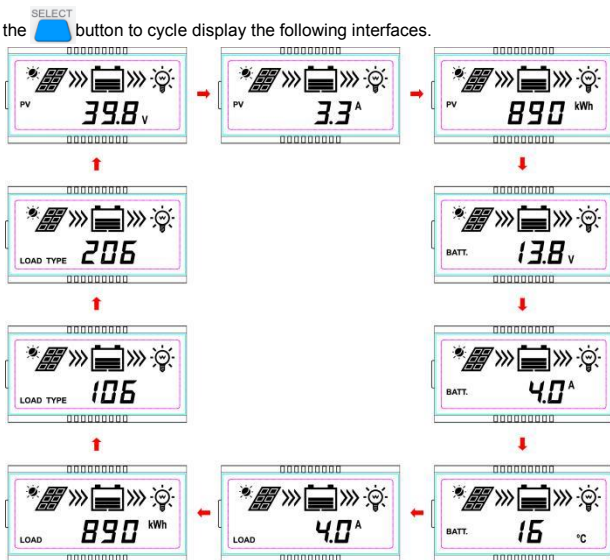 SELECT
the button to cycle display the following interfaces.
PV 39.8 V
PV 3.3 A
PV 890 kWh
LOAD TYPE 206
BATT. 13.8 V
LOAD TYPE 106
BATT. 4.0 A
LOAD 890 kWh
LOAD 4.0 A
BATT. 16 °C